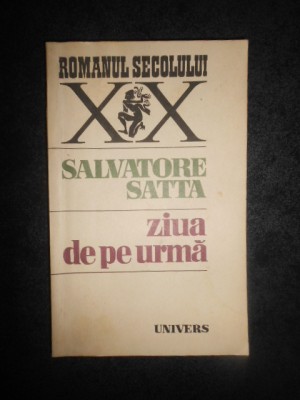 ROMANUL SECOLULUI
XX
SALVATORE
SATTA
ziua
de pe urmă
UNIVERS